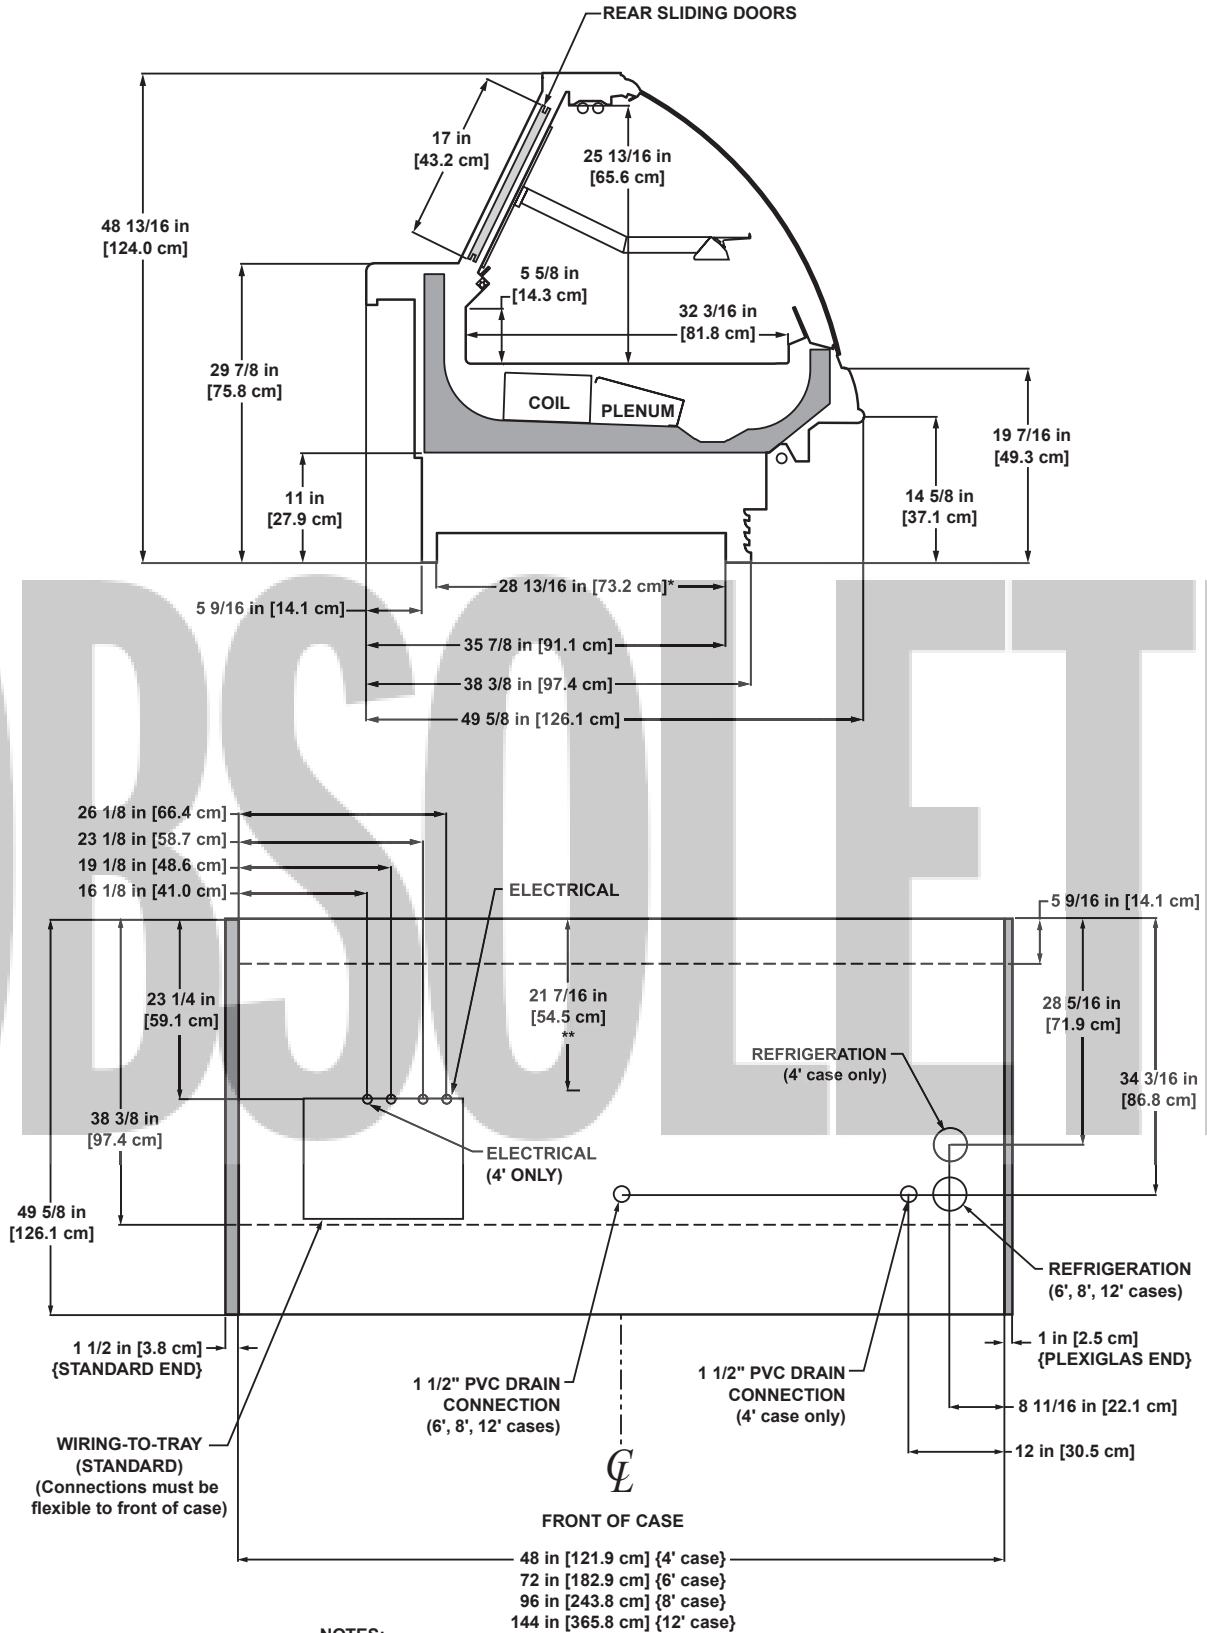 REAR SLIDING DOORS
17 in
[43.2 cm]
25 13/16 in
[65.6 cm]
48 13/16 in
[124.0 cm]
5 5/8 in
[14.3 cm]
32 3/16 in
[81.8 cm]
29 7/8 in
[75.8 cm]
COIL
PLENUM
19 7/16 in
[49.3 cm]
11 in
[27.9 cm]
14 5/8 in
[37.1 cm]
28 13/16 in [73.2 cm]*
5 9/16 in [14.1 cm]
35 7/8 in [91.1 cm]
38 3/8 in [97.4 cm]
49 5/8 in [126.1 cm]
OBSOLET
26 1/8 in [66.4 cm]
23 1/8 in [58.7 cm]
19 1/8 in [48.6 cm]
16 1/8 in [41.0 cm]
ELECTRICAL
5 9/16 in [14.1 cm]
23 1/4 in
[59.1 cm]
21 7/16 in
[54.5 cm]
**
28 5/16 in
[71.9 cm]
REFRIGERATION
(4' case only)
34 3/16 in
[86.8 cm]
38 3/8 in
[97.4 cm]
ELECTRICAL
(4' ONLY)
49 5/8 in
[126.1 cm]
REFRIGERATION
(6', 8', 12' cases)
1 1/2 in [3.8 cm]
{STANDARD END}
1 in [2.5 cm]
{PLEXIGLAS END}
1 1/2" PVC DRAIN
CONNECTION
(6', 8', 12' cases)
1 1/2" PVC DRAIN
CONNECTION
(4' case only)
8 11/16 in [22.1 cm]
WIRING-TO-TRAY
(STANDARD)
(Connections must be
flexible to front of case)
12 in [30.5 cm]
CL
FRONT OF CASE
48 in [121.9 cm] {4' case}
72 in [182.9 cm] {6' case}
96 in [243.8 cm] {8' case}
144 in [365.8 cm] {12' case}
NOTES: